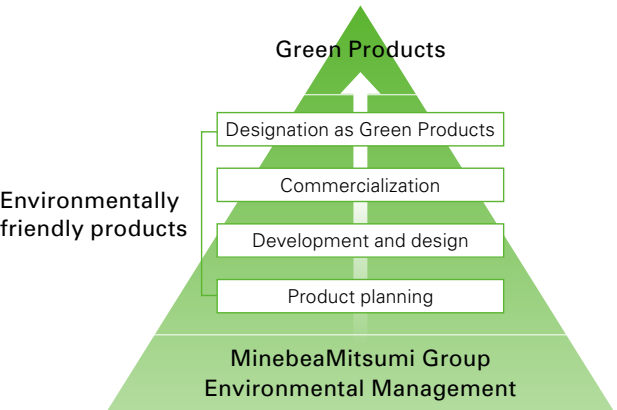 Green Products
Designation as Green Products
Commercialization
Environmentally
friendly products
Development and design
Product planning
MinebeaMitsumi Group
Environmental Management